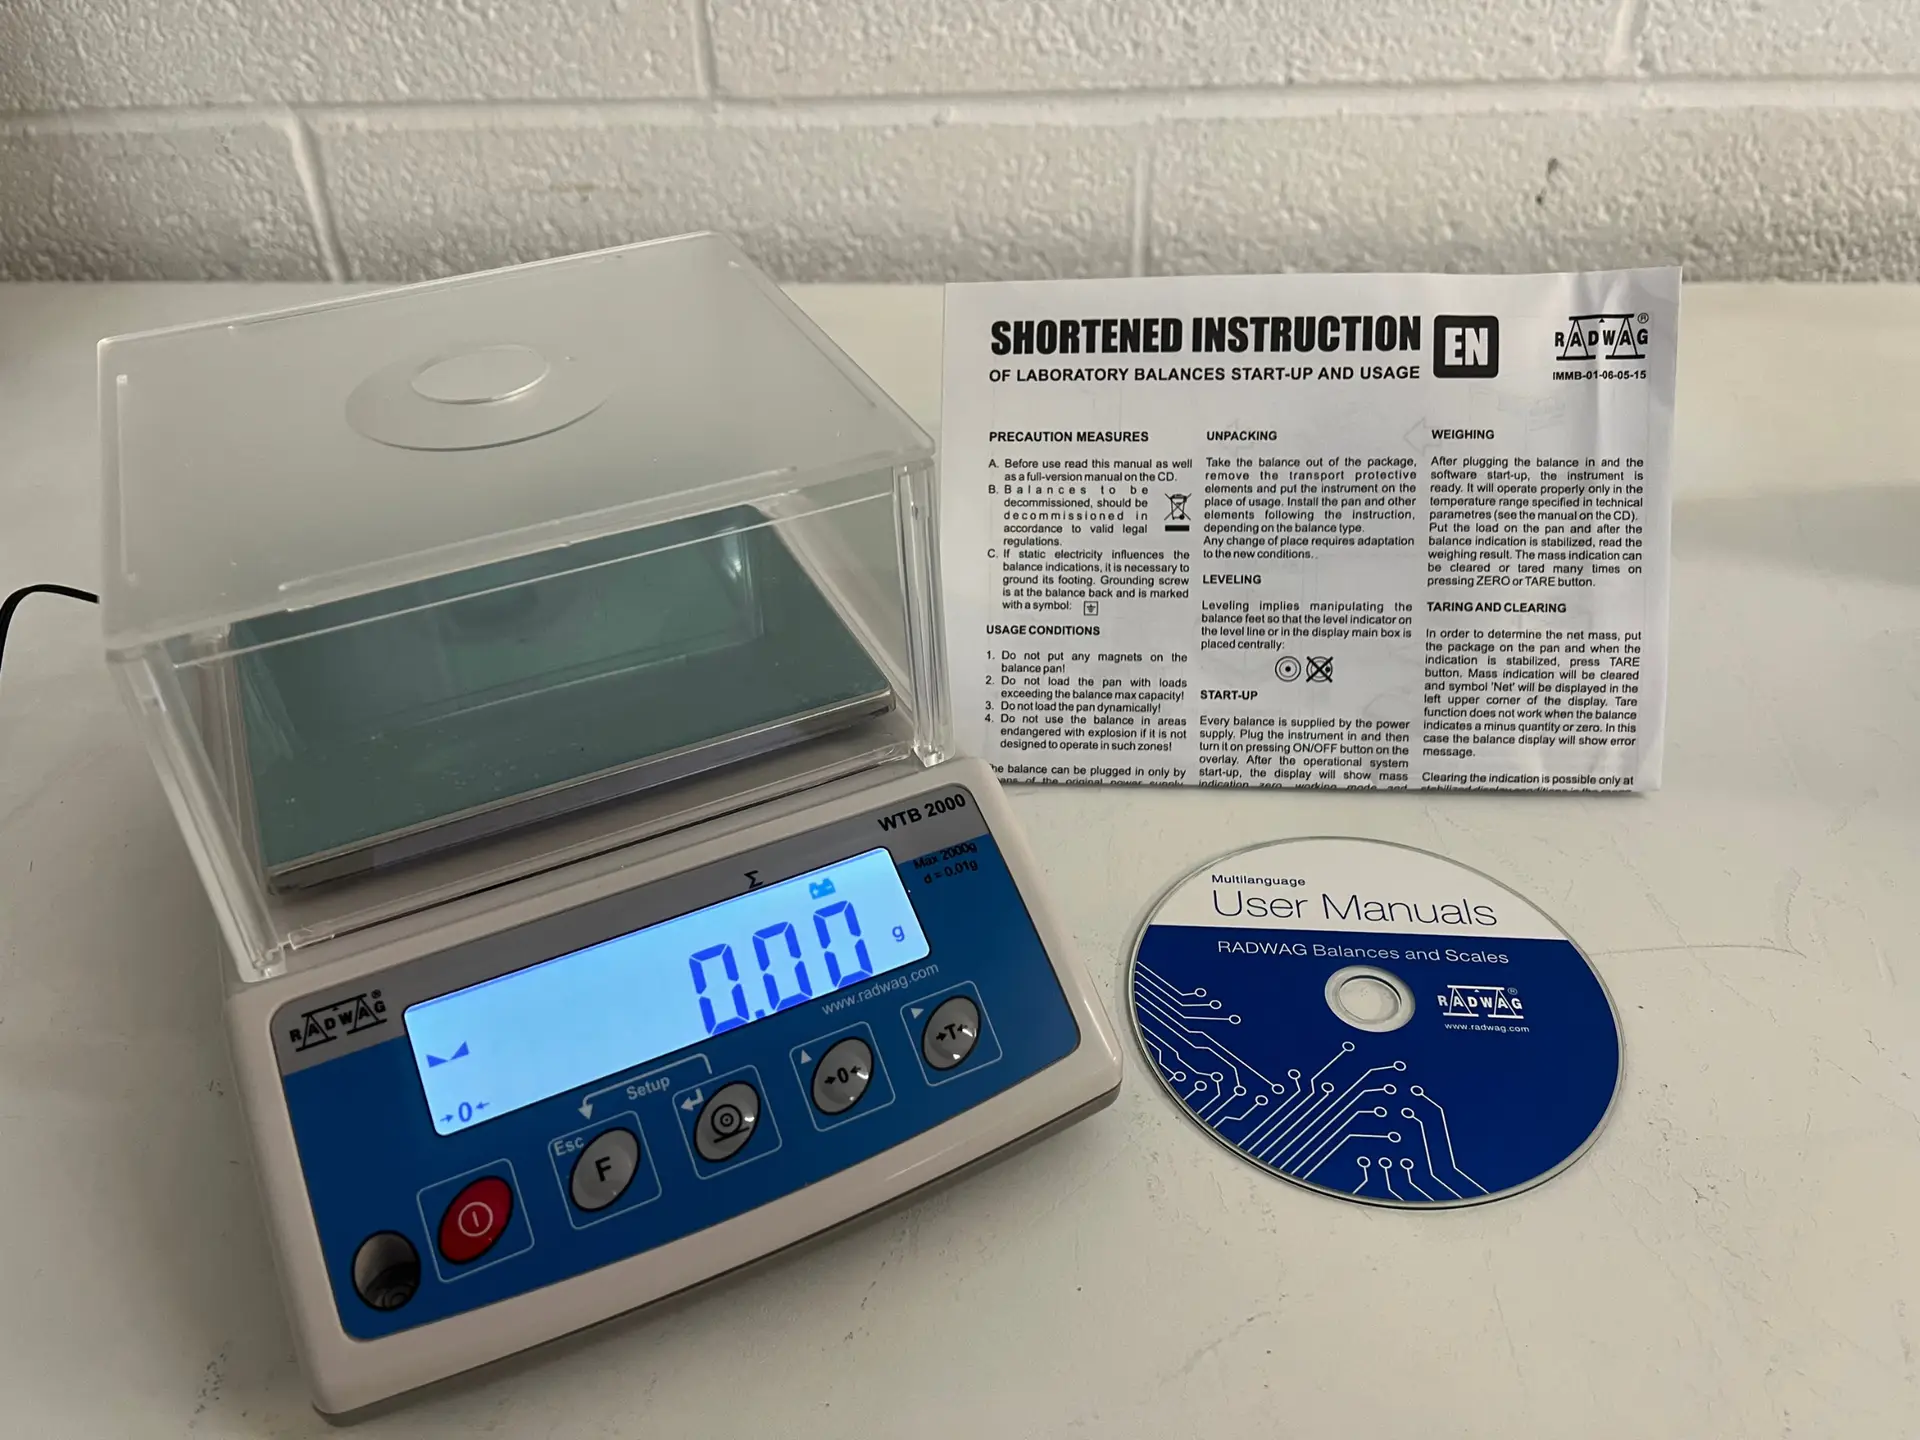 SHORTENED INSTRUCTION EN
OF LABORATORY BALANCES START-UP AND USAGE
RADWAG®
IMMB-01-06-05-15
PRECAUTION MEASURES
A. Before use read this manual as well
as a full-version manual on the CD.
B. Balances to be
decommissioned, should be
decommissioned in
accordance to valid legal
regulations.
C. If static electricity influences the
balance indications, it is necessary to
ground its footing. Grounding screw
is at the balance back and is marked
with a symbol:
USAGE CONDITIONS
1. Do not put any magnets on the
balance pan!
2. Do not load the pan with loads
exceeding the balance max capacity!
3. Do not load the pan dynamically!
4. Do not use the balance in areas
endangered with explosion if it is not
designed to operate in such zones!
he balance can be plugged in only by
of the original power supply
UNPACKING
Take the balance out of the package,
remove the transport protective
elements and put the instrument on the
place of usage. Install the pan and other
elements following the instruction,
depending on the balance type.
Any change of place requires adaptation
to the new conditions..
LEVELING
Leveling implies manipulating the
balance feet so that the level indicator on
the level line or in the display main box is
placed centrally:
START-UP
Every balance is supplied by the power
supply. Plug the instrument in and then
turn it on pressing ON/OFF button on the
overlay. After the operational system
start-up, the display will show mass
indication zero, working mode and
WEIGHING
After plugging the balance in and the
software start-up, the instrument is
ready. It will operate properly only in the
temperature range specified in technical
parametres (see the manual on the CD).
Put the load on the pan and after the
balance indication is stabilized, read the
weighing result. The mass indication can
be cleared or tared many times on
pressing ZERO or TARE button.
TARING AND CLEARING
In order to determine the net mass, put
the package on the pan and when the
indication is stabilized, press TARE
button. Mass indication will be cleared
and symbol 'Net' will be displayed in the
left upper corner of the display. Tare
function does not work when the balance
indicates a minus quantity or zero. In this
case the balance display will show error
message.
Clearing the indication is possible only at
WTB 2000
Max 2000g
d = 0.01g
Σ
0.00 g
→0←
RADWAG®
www.radwag.com
Setup
Esc
F
→0←
→T←
Multilanguage
User Manuals
RADWAG Balances and Scales
RADWAG®
www.radwag.com